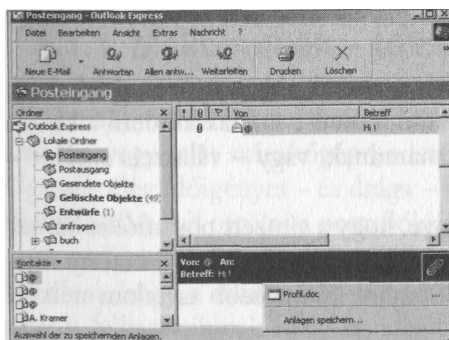 Posteingang - Outlook Express
Datei Bearbeiten Ansicht Extras Nachricht ?
Neue E-Mail Antworten Allen antw... Weiterleiten Drucken Löschen
Posteingang
Ordner
! Von Betreff
Outlook Express
@ Hi !
Lokale Ordner
Posteingang
Postausgang
Gesendete Objekte
Gelöschte Objekte (49)
Entwürfe (1)
anfragen
buch
Kontakte
@
@
@
A. Kramer
Von: @ An:
Betreff: Hi !
Profil.doc ...
Anlagen speichern...
Auswahl der zu speichernden Anlagen.